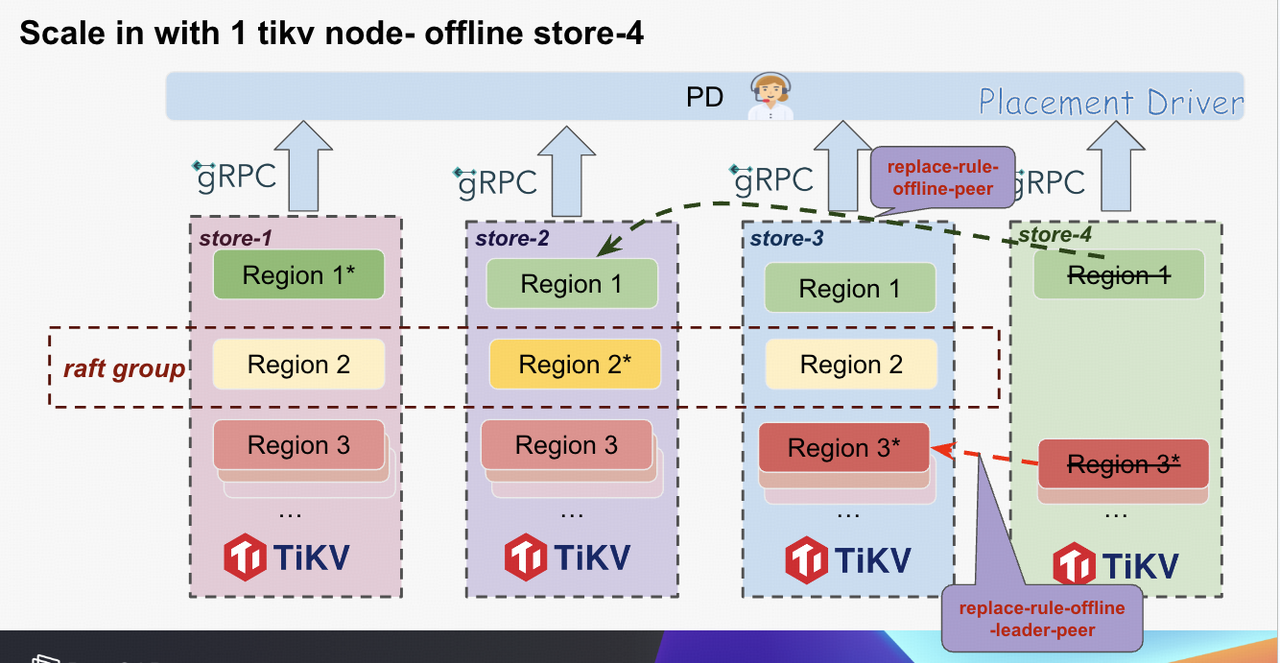 Scale in with 1 tikv node- offline store-4
PD
Placement Driver
gRPC
gRPC
gRPC
gRPC
replace-rule-
offline-peer
store-1
store-2
store-3
store-4
Region 1*
Region 1
Region 1
Region 1
raft group
Region 2
Region 2*
Region 2
Region 3
Region 3
Region 3*
Region 3*
...
...
...
...
TiKV
TiKV
TiKV
TiKV
replace-rule-offline
-leader-peer